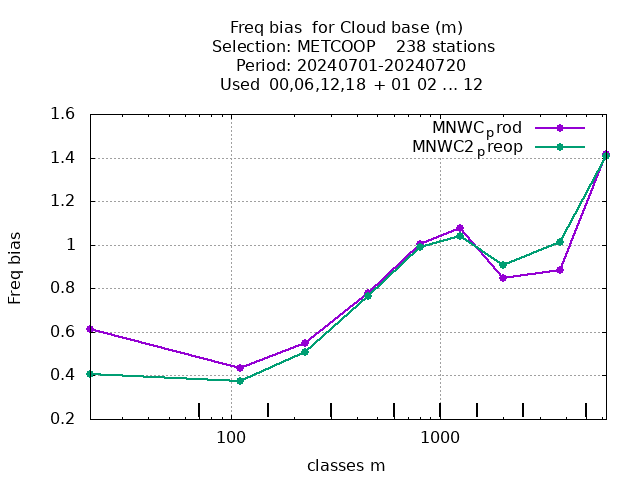 Freq bias for Cloud base (m)
Selection: METCOOP 238 stations
Period: 20240701-20240720
Used 00,06,12,18 + 01 02 ... 12
MNWCprod
MNWC2preop
1.6
1.4
1.2
1
0.8
0.6
0.4
0.2
Freq bias
100
1000
classes m